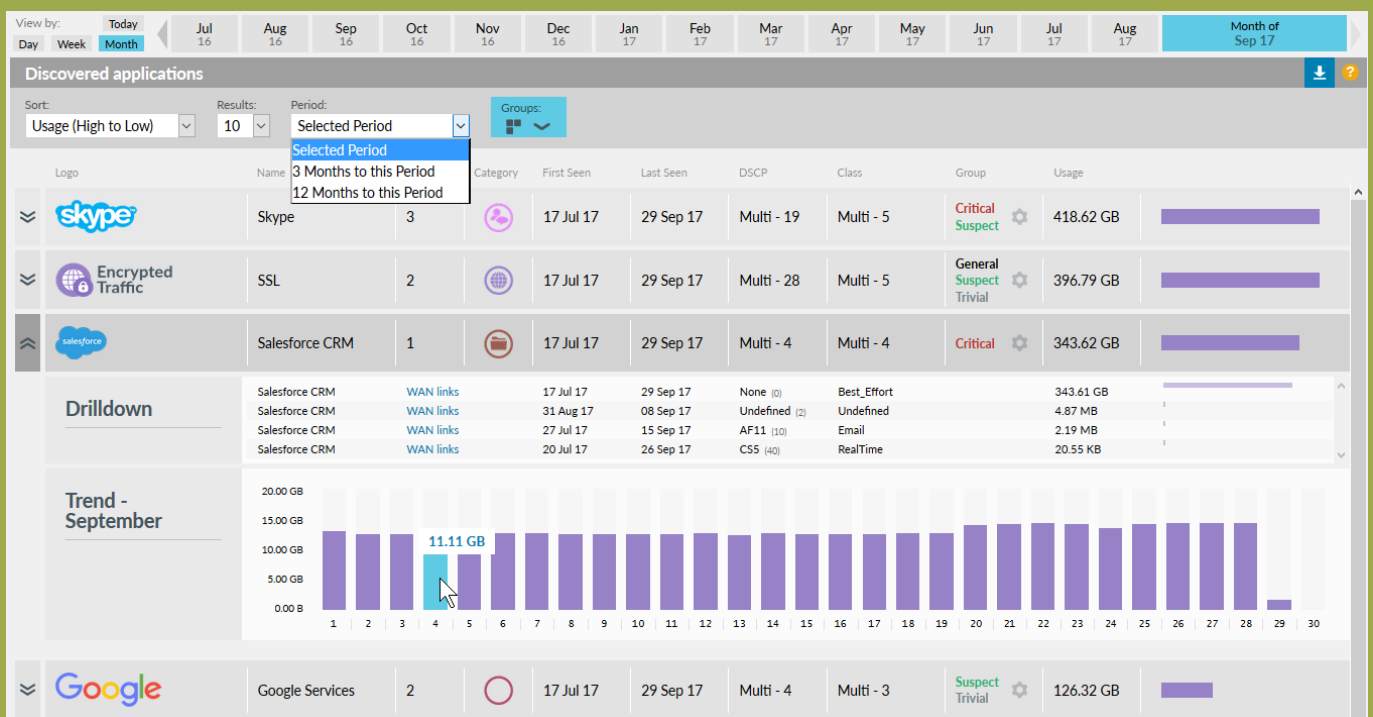 View by:
Today
Day Week Month
Jul
16
Aug
16
Sep
16
Oct
16
Nov
16
Dec
16
Jan
17
Feb
17
Mar
17
Apr
17
May
17
Jun
17
Jul
17
Aug
17
Month of
Sep 17
Discovered applications
?
Sort: Results: Period: Groups:
Usage (High to Low) 10 Selected Period
Selected Period
3 Months to this Period
12 Months to this Period
Logo Name Category First Seen Last Seen DSCP Class Group Usage
skype Skype 3 17 Jul 17 29 Sep 17 Multi - 19 Multi - 5 Critical 418.62 GB
Suspect
Encrypted
Traffic
SSL 2 17 Jul 17 29 Sep 17 Multi - 28 Multi - 5 General 396.79 GB
Suspect
Trivial
salesforce Salesforce CRM 1 17 Jul 17 29 Sep 17 Multi - 4 Multi - 4 Critical 343.62 GB
Drilldown
Salesforce CRM WAN links 17 Jul 17 29 Sep 17 None (0) Best_Effort 343.61 GB
Salesforce CRM WAN links 31 Aug 17 08 Sep 17 Undefined (2) Undefined 4.87 MB
Salesforce CRM WAN links 27 Jul 17 15 Sep 17 AF11 (10) Email 2.19 MB
Salesforce CRM WAN links 20 Jul 17 26 Sep 17 CS5 (40) RealTime 20.55 KB
Trend -
September
20.00 GB
15.00 GB
10.00 GB
5.00 GB
0.00 B
11.11 GB
1 2 3 4 5 6 7 8 9 10 11 12 13 14 15 16 17 18 19 20 21 22 23 24 25 26 27 28 29 30
Google Google Services 2 17 Jul 17 29 Sep 17 Multi - 4 Multi - 3 Suspect 126.32 GB
Trivial